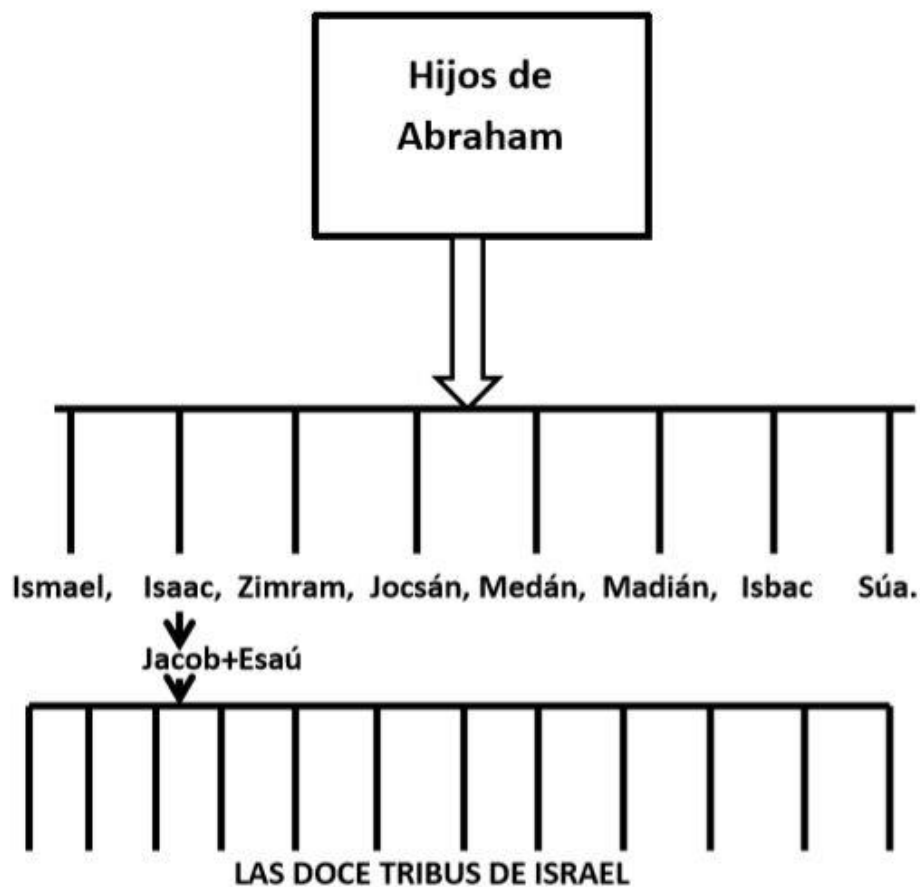 Hijos de
Abraham
Ismael, Isaac, Zimram, Jocsán, Medán, Madián, Isbac Súa.
Jacob+Esaú
LAS DOCE TRIBUS DE ISRAEL